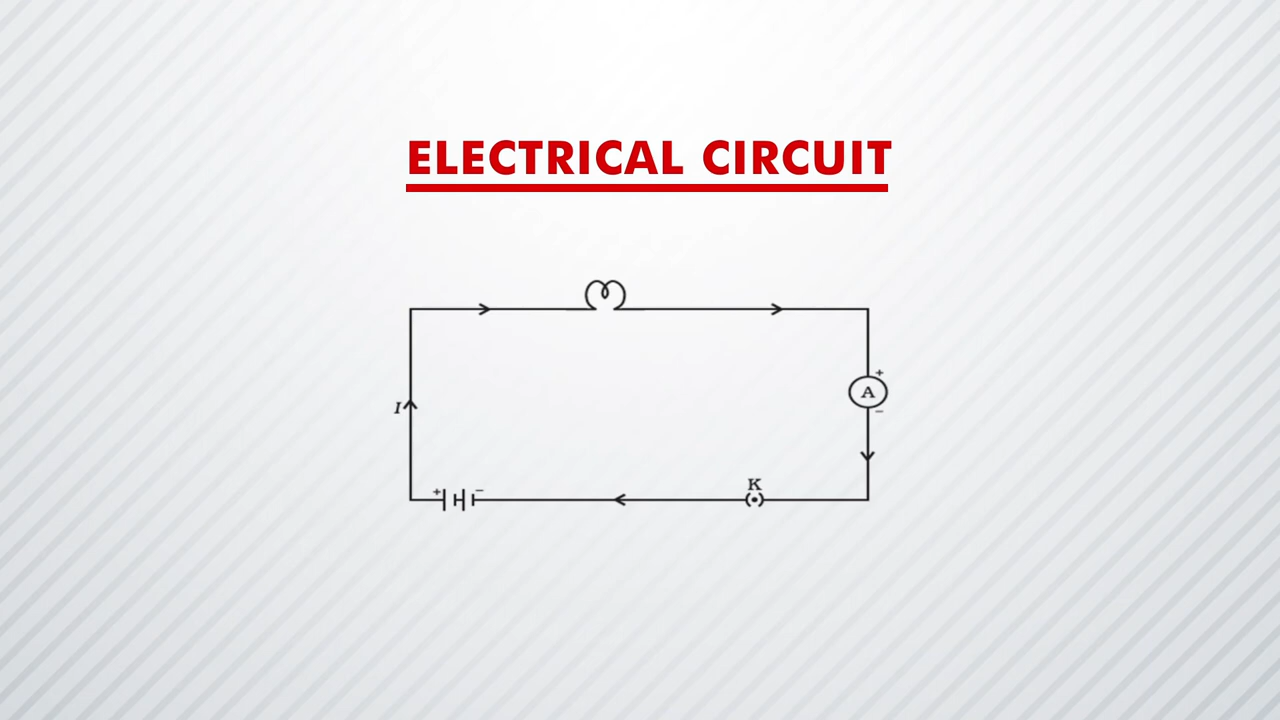 ELECTRICAL CIRCUIT
+
A
−
I
K
+ −